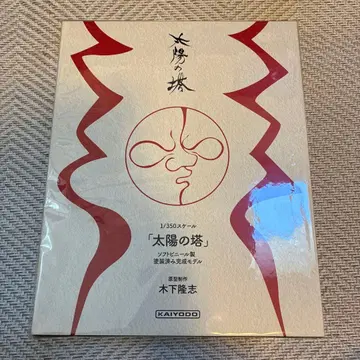 太陽の塔
1/350スケール
「太陽の塔」
ソフトビニール製
塗装済み完成モデル
原型制作
木下隆志
KAIYODO